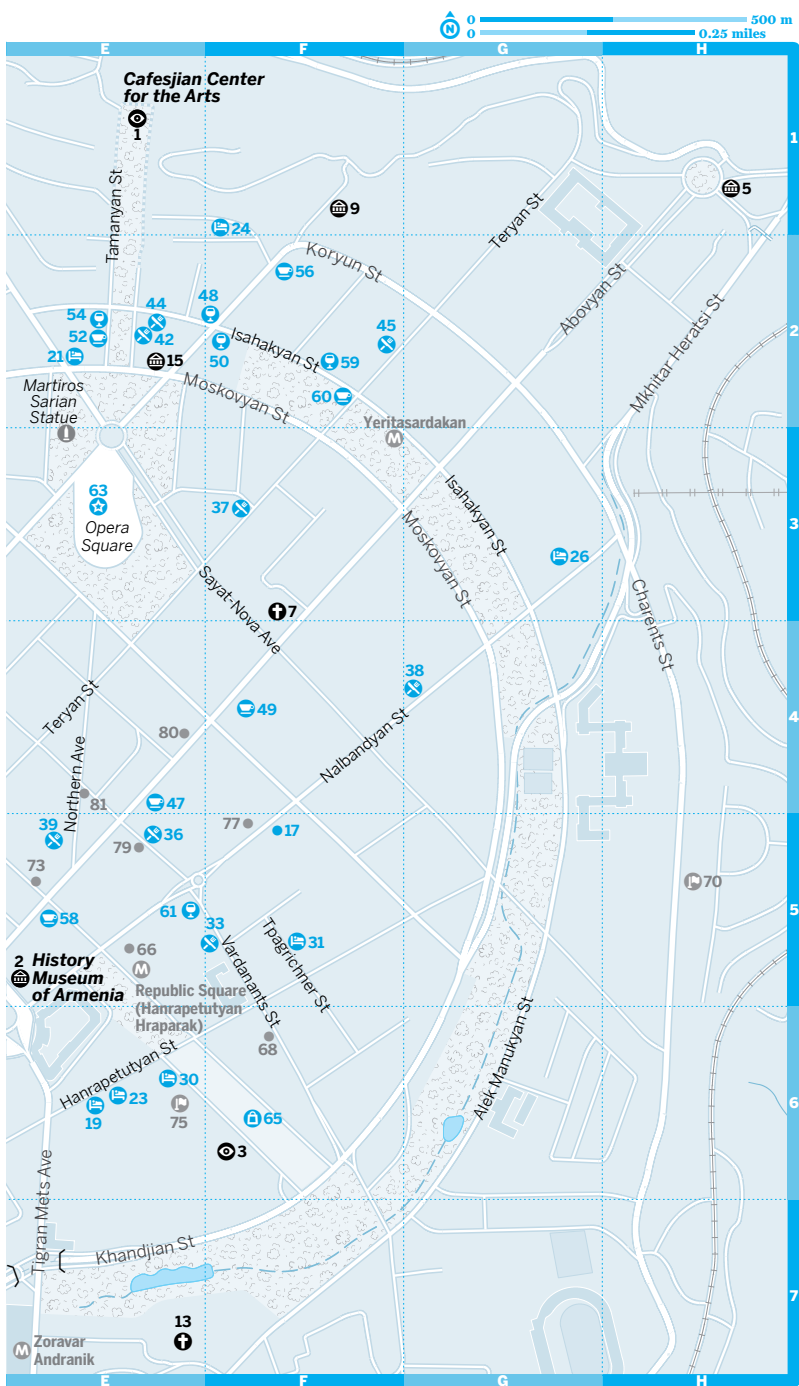 N
0
500 m
0
0.25 miles
E
F
G
H
Cafesjian Center
for the Arts
1
1
5
9
Tamanyan St
24
Teryan St
Koryun St
56
Abovyan St
Mkhitar Heratsi St
48
44
54
2
45
52
42
Isahakyan St
59
50
21
15
60
Moskovyan St
Martiros
Sarian
Statue
Yeritasardakan
M
63
37
Isahakyan St
Moskovyan St
3
Opera
Square
26
Sayat-Nova Ave
7
Charents St
38
Teryan St
49
4
80
Nalbandyan St
Northern Ave
81
47
39
36
77
17
79
73
70
58
61
33
5
31
66
Vardanants St
Tpagrichner St
2 History
Museum
of Armenia
M
Republic Square
(Hanrapetutyan
Hraparak)
68
Alek Manukyan St
Hanrapetutyan St
30
23
19
75
65
6
3
Tigran Mets Ave
Khandjian St
7
13
M
Zoravar
Andranik
E
F
G
H